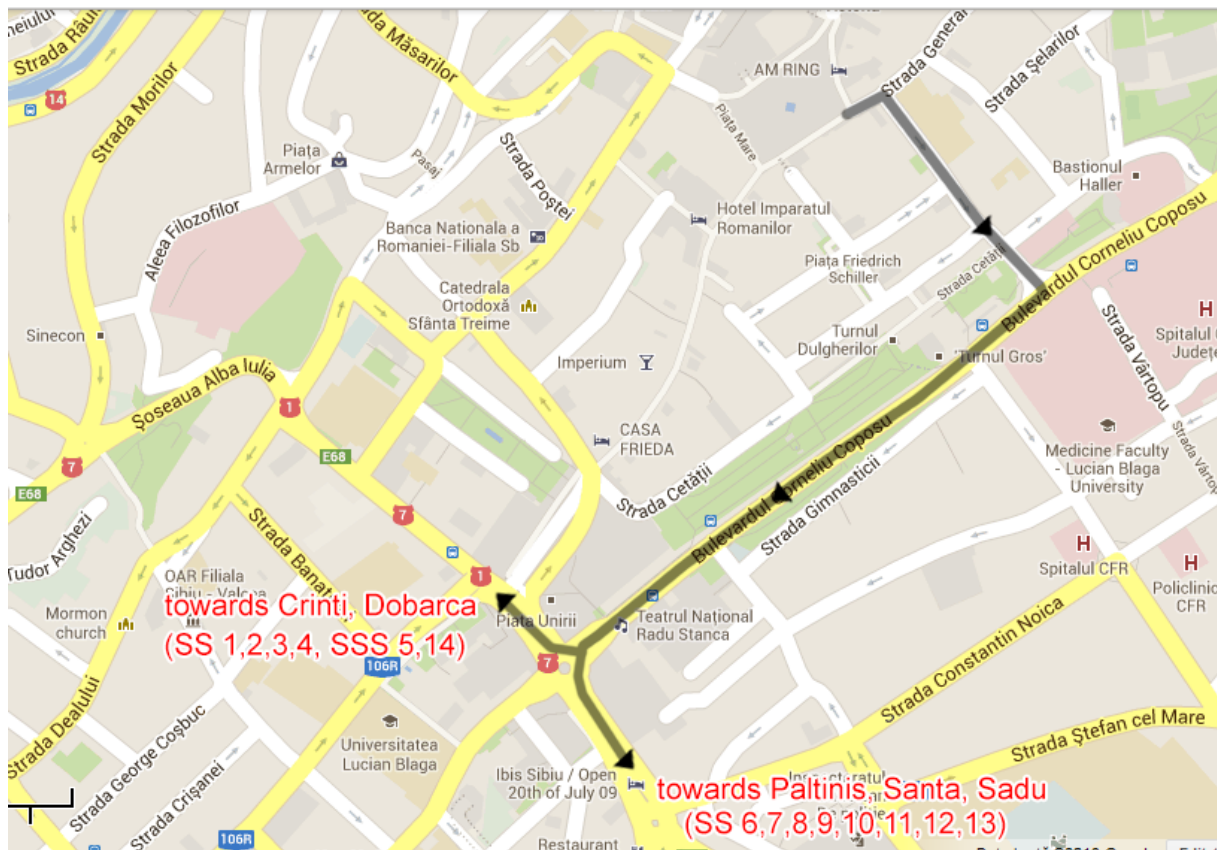 Strada Râul
Strada Morilor
14
Strada Măsarilor
AM RING
Strada General
Strada Șelarilor
Piața Mare
Piața
Armelor
Pasaj
Strada Poștei
Bastionul
Haller
Aleea Filozofilor
Banca Nationala a
Romaniei-Filiala Sb
Hotel Imparatul
Romanilor
Piața Friedrich
Schiller
Strada Cetății
Bulevardul Corneliu Coposu
Catedrala
Ortodoxă
Sfânta Treime
Sinecon
Imperium
Turnul
Dulgherilor
'Turnul Gros'
Strada Vârtopu
Spitalul
Județe
Șoseaua Alba Iulia
1
7
E68
E68
7
CASA
FRIEDA
Strada Cetății
Bulevardul Corneliu Coposu
Strada Gimnasticii
Medicine Faculty
- Lucian Blaga
University
Strada Vârto
Tudor Arghezi
Strada Banat
OAR Filiala
Sibiu - Valcea
1
Spitalul CFR
Policlinic
CFR
Mormon
church
towards Crinti, Dobarca
(SS 1,2,3,4, SSS 5,14)
Piața Unirii
Teatrul Național
Radu Stanca
7
106R
Strada Constantin Noica
Strada Dealului
Strada George Coșbuc
Strada Crișanei
Universitatea
Lucian Blaga
Strada Ștefan cel Mare
Ibis Sibiu / Open
20th of July 09
towards Paltinis, Santa, Sadu
(SS 6,7,8,9,10,11,12,13)
106R
Restaurant